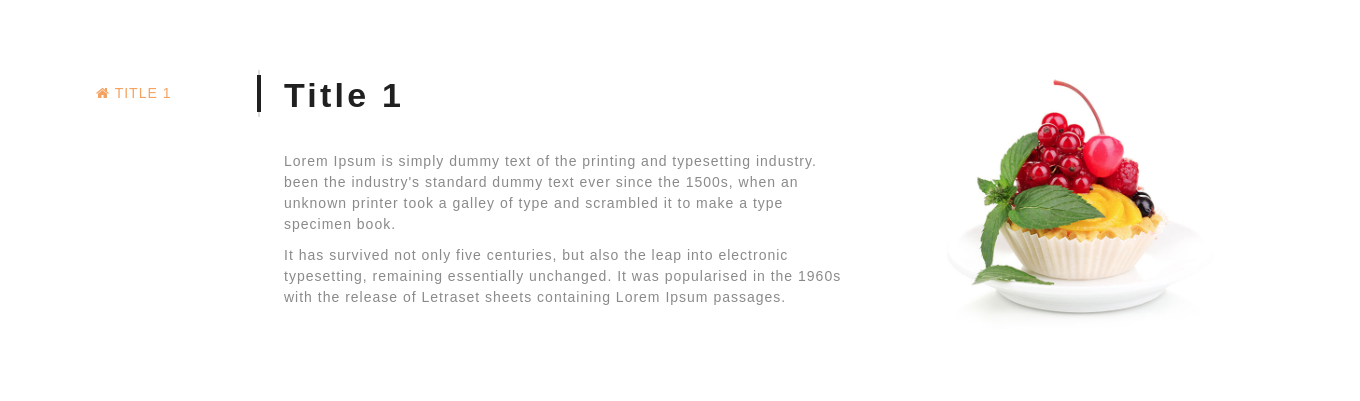 TITLE 1
Title 1
Lorem Ipsum is simply dummy text of the printing and typesetting industry.
been the industry's standard dummy text ever since the 1500s, when an
unknown printer took a galley of type and scrambled it to make a type
specimen book.
It has survived not only five centuries, but also the leap into electronic
typesetting, remaining essentially unchanged. It was popularised in the 1960s
with the release of Letraset sheets containing Lorem Ipsum passages.